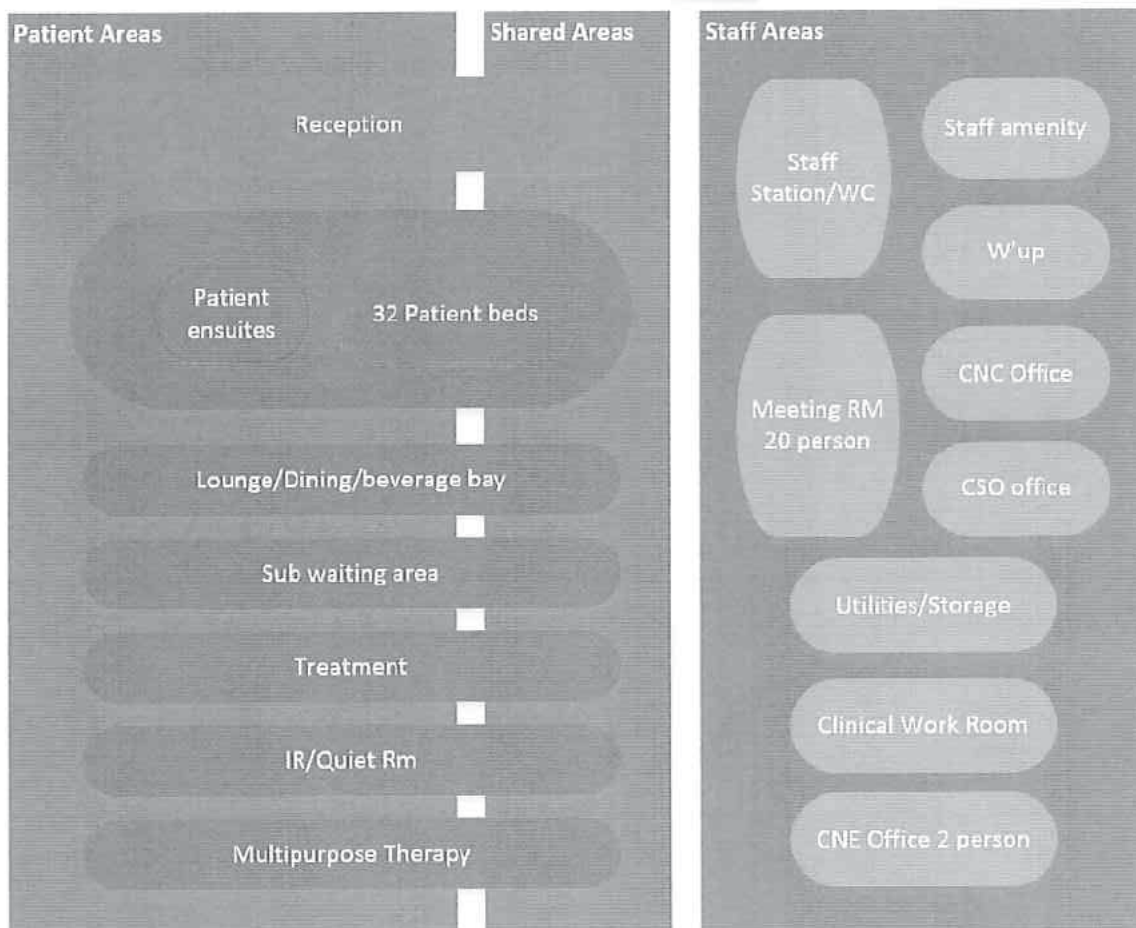 Patient Areas
Shared Areas
Staff Areas
Reception
Patient
ensuites
32 Patient beds
Lounge/Dining/beverage bay
Sub waiting area
Treatment
IR/Quiet Rm
Multipurpose Therapy
Staff
Station/WC
Staff amenity
W'up
Meeting RM
20 person
CNC Office
CSO office
Utilities/Storage
Clinical Work Room
CNE Office 2 person